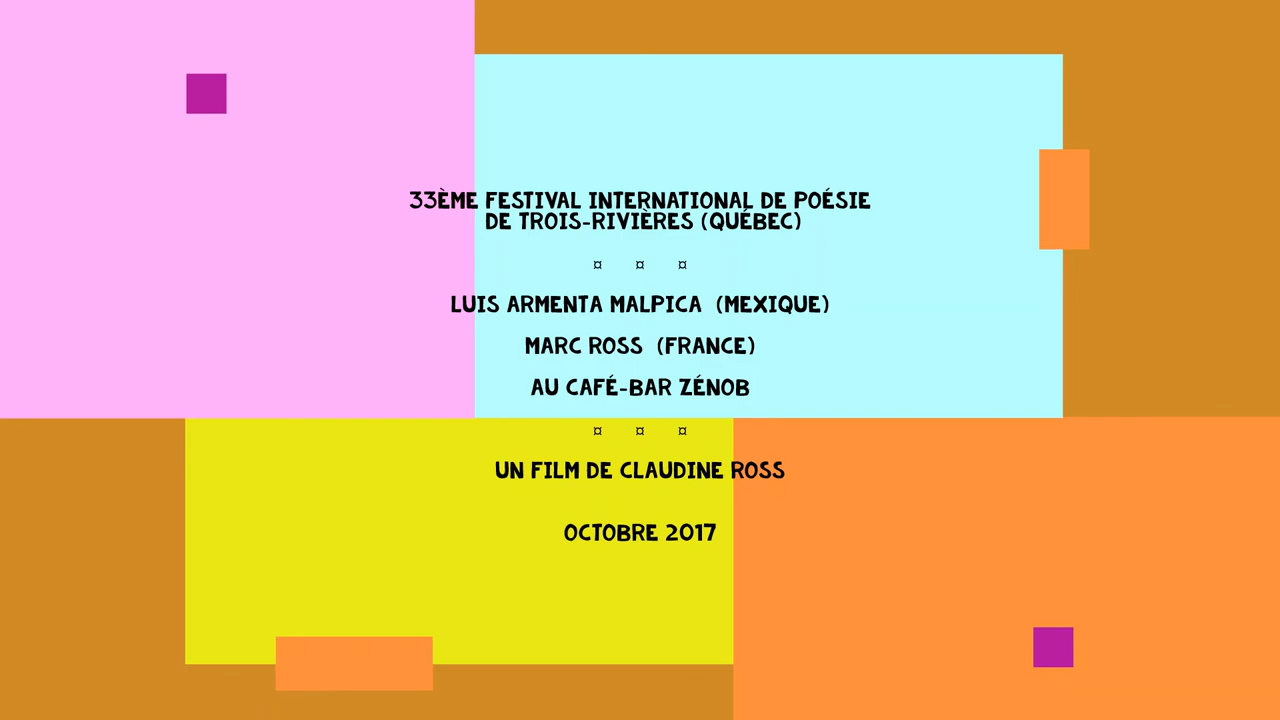 33ÈME FESTIVAL INTERNATIONAL DE POÉSIE
DE TROIS-RIVIÈRES (QUÉBEC)
¤ ¤ ¤
LUIS ARMENTA MALPICA (MEXIQUE)
MARC ROSS (FRANCE)
AU CAFÉ-BAR ZÉNOB
¤ ¤ ¤
UN FILM DE CLAUDINE ROSS
OCTOBRE 2017